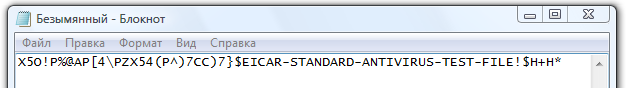 Безымянный - Блокнот
Файл Правка Формат Вид Справка
X5O!P%@AP[4\PZX54(P^)7CC)7}$EICAR-STANDARD-ANTIVIRUS-TEST-FILE!$H+H*